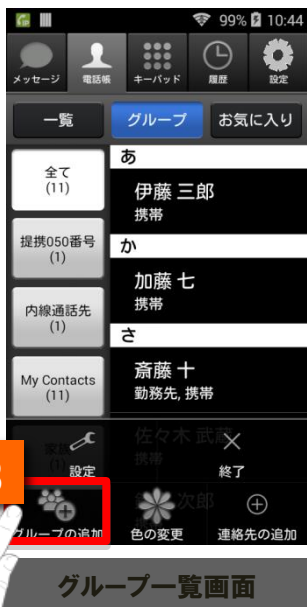 99% 10:44
メッセージ 電話帳 キーパッド 履歴 設定
一覧 グループ お気に入り
全て
(11)
あ
伊藤 三郎
携帯
提携050番号
(1)
か
加藤 七
携帯
内線通話先
(1)
さ
斎藤 十
勤務先, 携帯
My Contacts
(11)
佐々木 武蔵
携帯
(1)
設定 終了
次郎
グループの追加 色の変更 連絡先の追加
グループ一覧画面